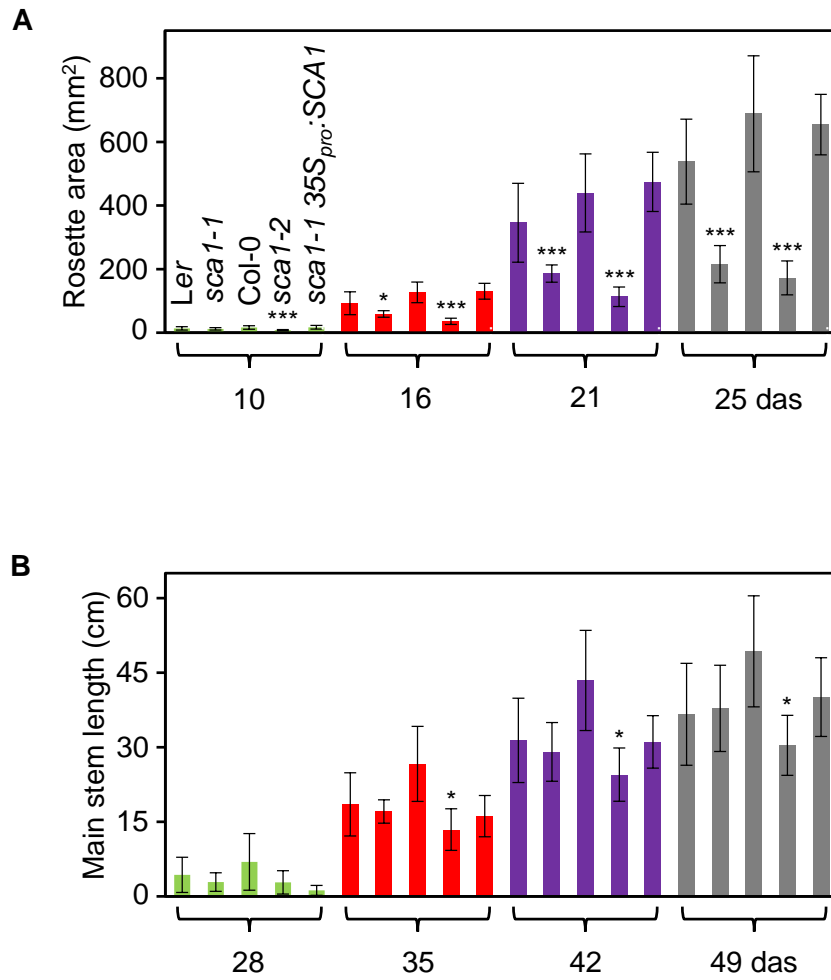 A
Rosette area (mm²)
800
600
400
200
0
Ler
sca1-1
Col-0
sca1-2
sca1-1 35Spro:SCA1
***
*
***
***
***
***
***
10
16
21
25 das
B
Main stem length (cm)
60
45
30
15
0
*
*
*
28
35
42
49 das